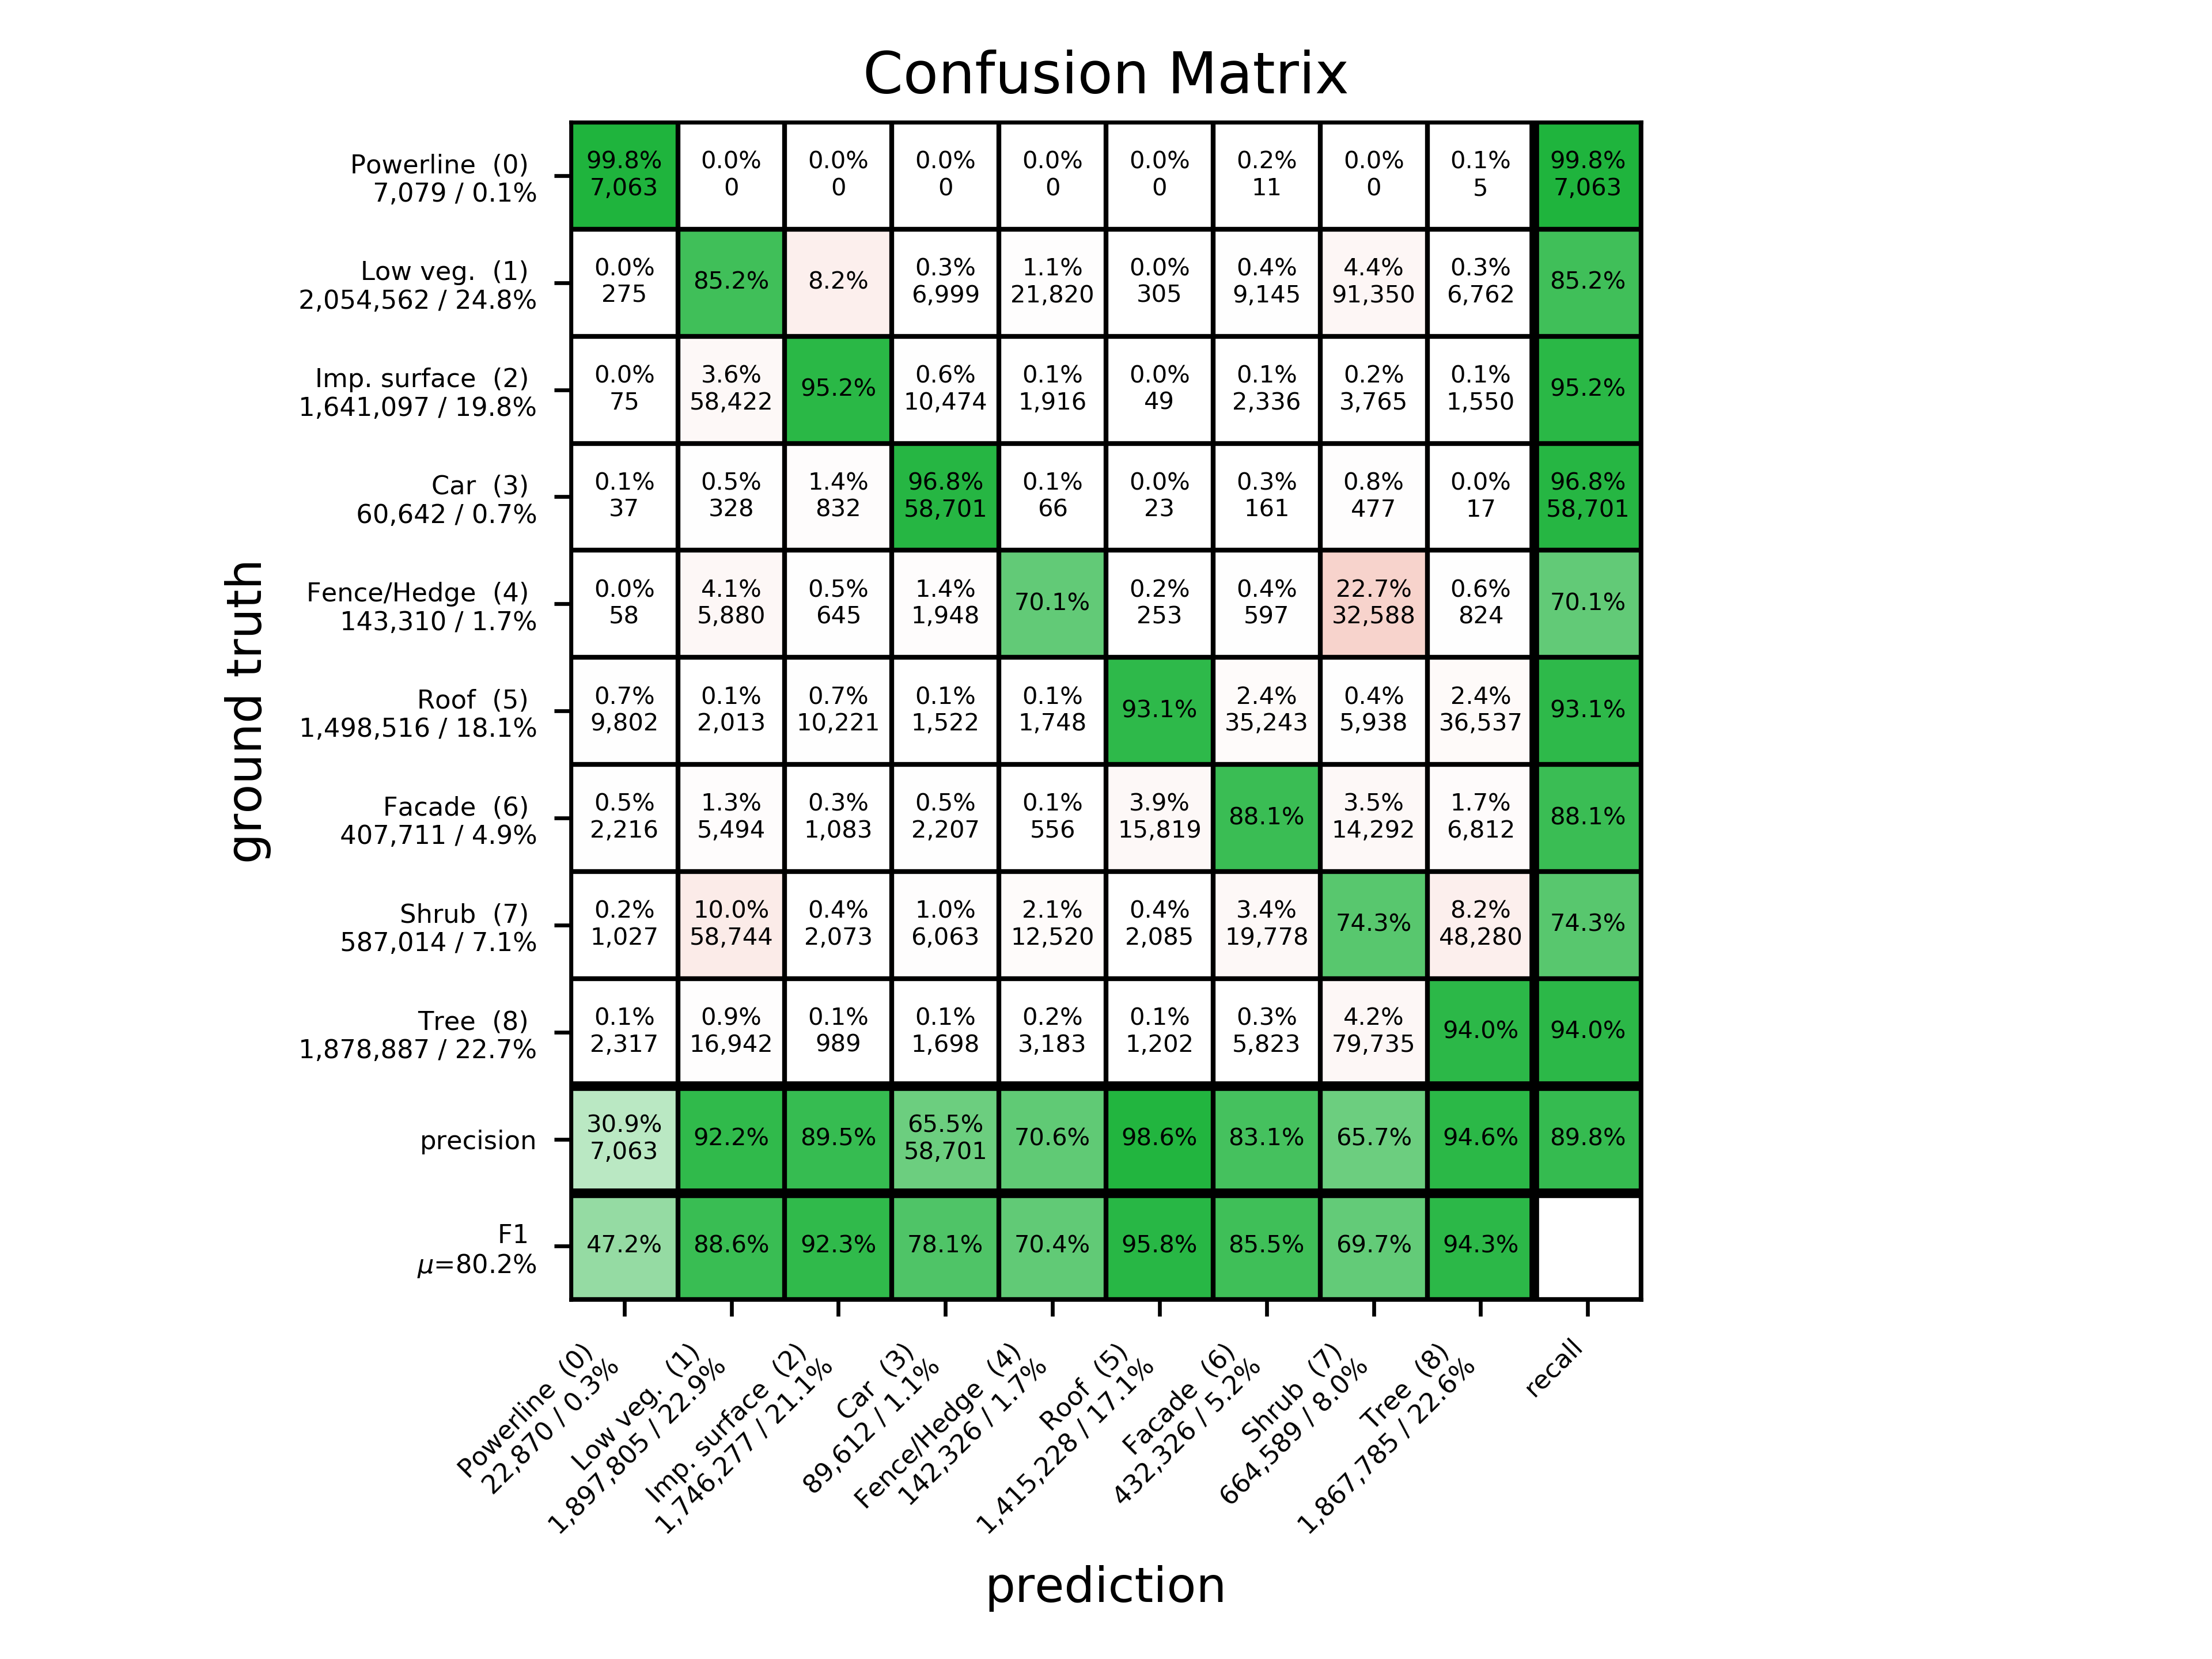 Confusion Matrix
ground truth
Powerline (0)
7,079 / 0.1%
99.8% 0.0% 0.0% 0.0% 0.0% 0.0% 0.2% 0.0% 0.1% 99.8%
7,063 0 0 0 0 0 11 0 5 7,063
Low veg. (1)
2,054,562 / 24.8%
0.0% 85.2% 8.2% 0.3% 1.1% 0.0% 0.4% 4.4% 0.3% 85.2%
275 6,999 21,820 305 9,145 91,350 6,762
Imp. surface (2)
1,641,097 / 19.8%
0.0% 3.6% 95.2% 0.6% 0.1% 0.0% 0.1% 0.2% 0.1% 95.2%
75 58,422 10,474 1,916 49 2,336 3,765 1,550
Car (3)
60,642 / 0.7%
0.1% 0.5% 1.4% 96.8% 0.1% 0.0% 0.3% 0.8% 0.0% 96.8%
37 328 832 58,701 66 23 161 477 17 58,701
Fence/Hedge (4)
143,310 / 1.7%
0.0% 4.1% 0.5% 1.4% 70.1% 0.2% 0.4% 22.7% 0.6% 70.1%
58 5,880 645 1,948 253 597 32,588 824
Roof (5)
1,498,516 / 18.1%
0.7% 0.1% 0.7% 0.1% 0.1% 93.1% 2.4% 0.4% 2.4% 93.1%
9,802 2,013 10,221 1,522 1,748 35,243 5,938 36,537
Facade (6)
407,711 / 4.9%
0.5% 1.3% 0.3% 0.5% 0.1% 3.9% 88.1% 3.5% 1.7% 88.1%
2,216 5,494 1,083 2,207 556 15,819 14,292 6,812
Shrub (7)
587,014 / 7.1%
0.2% 10.0% 0.4% 1.0% 2.1% 0.4% 3.4% 74.3% 8.2% 74.3%
1,027 58,744 2,073 6,063 12,520 2,085 19,778 48,280
Tree (8)
1,878,887 / 22.7%
0.1% 0.9% 0.1% 0.1% 0.2% 0.1% 0.3% 4.2% 94.0% 94.0%
2,317 16,942 989 1,698 3,183 1,202 5,823 79,735
precision
30.9% 92.2% 89.5% 65.5% 70.6% 98.6% 83.1% 65.7% 94.6% 89.8%
7,063 58,701
F1
μ=80.2%
47.2% 88.6% 92.3% 78.1% 70.4% 95.8% 85.5% 69.7% 94.3%
Powerline (0)
22,870 / 0.3%
Low veg. (1)
1,897,805 / 22.9%
Imp. surface (2)
1,746,277 / 21.1%
Car (3)
89,612 / 1.1%
Fence/Hedge (4)
142,326 / 1.7%
Roof (5)
1,415,228 / 17.1%
Facade (6)
432,326 / 5.2%
Shrub (7)
664,589 / 8.0%
Tree (8)
1,867,785 / 22.6%
recall
prediction